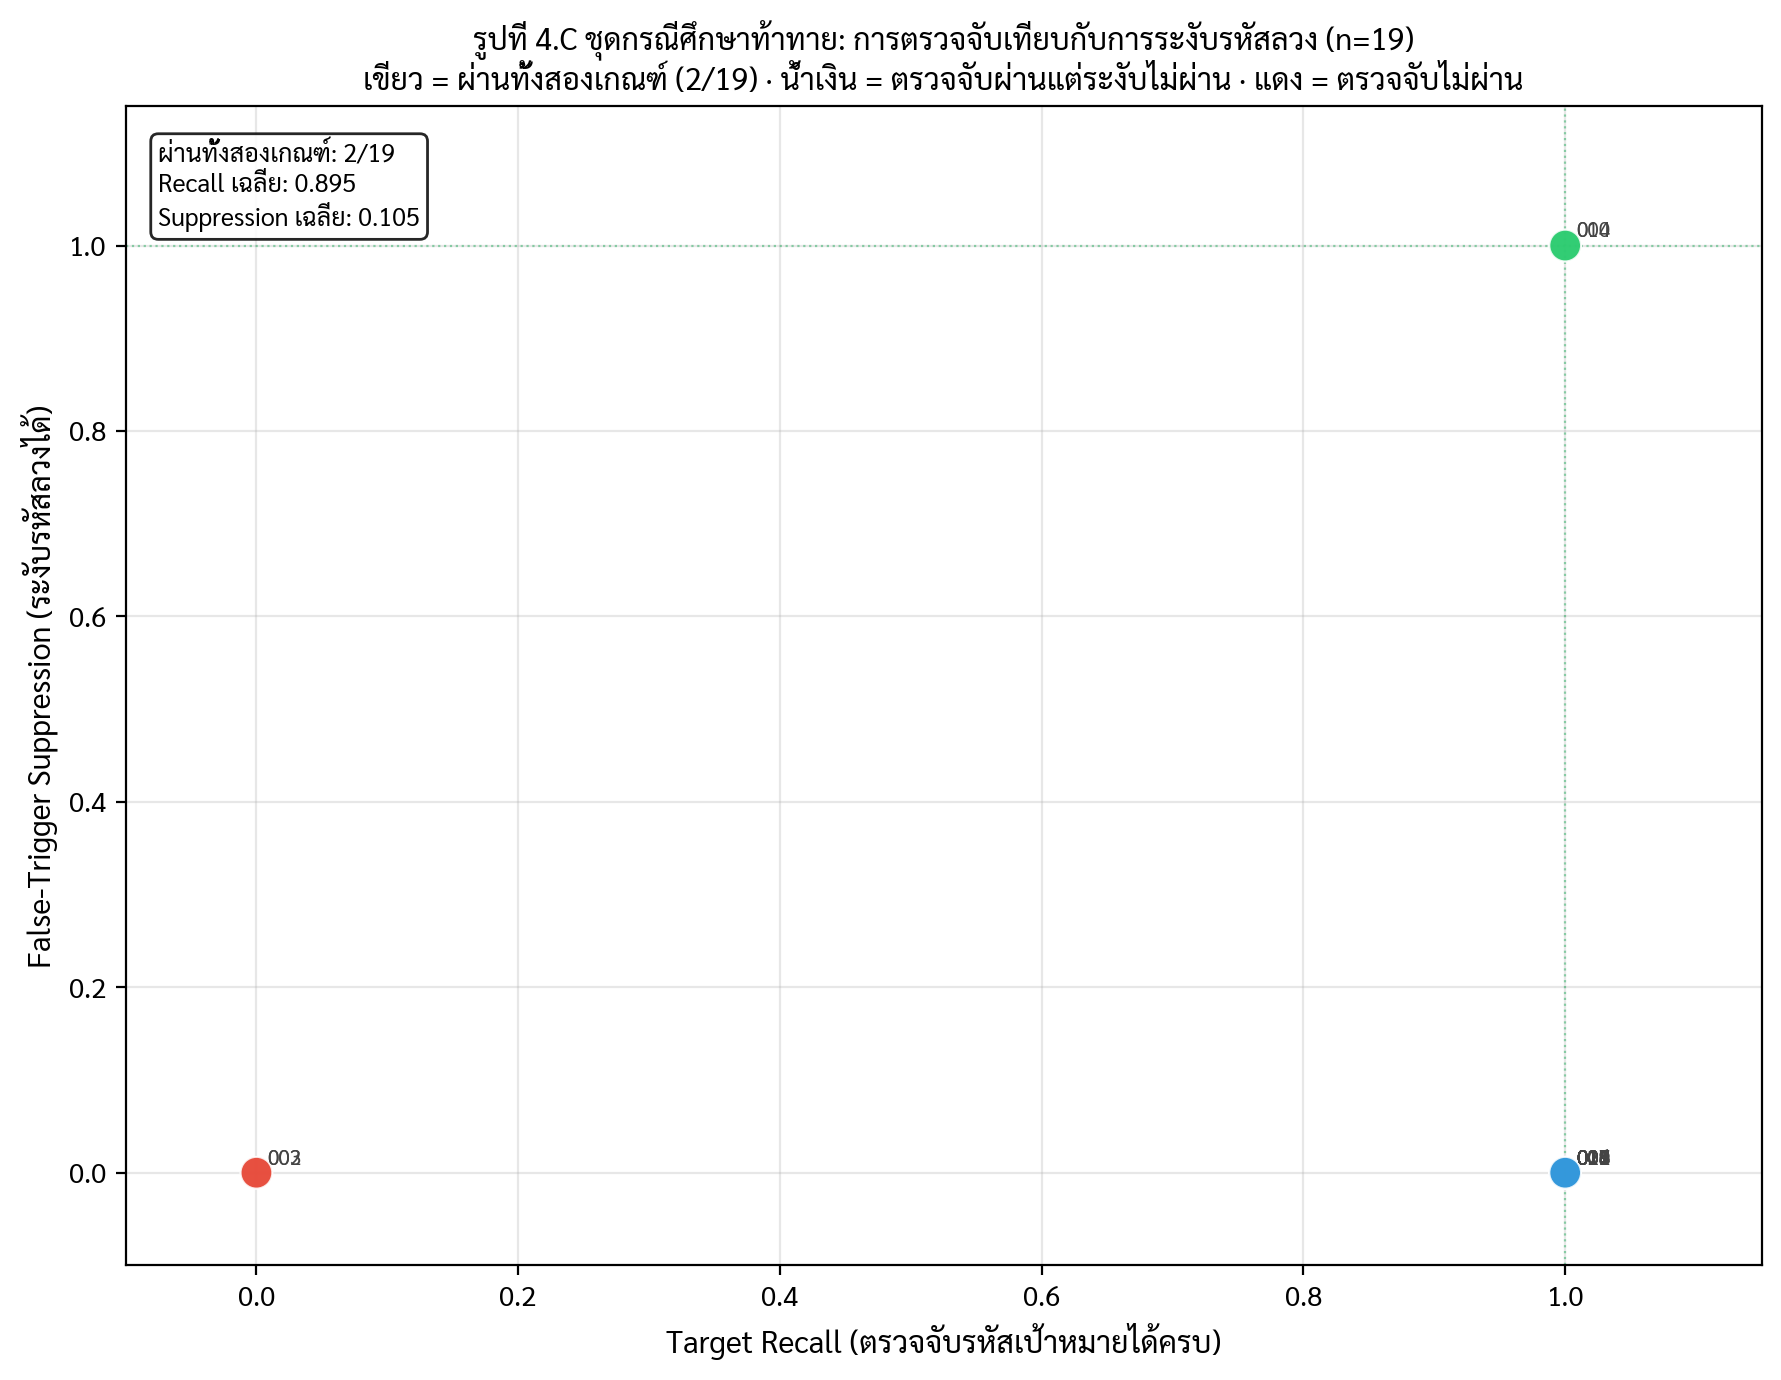 รูปที่ 4.C ชุดกรณีศึกษาท้าทาย: การตรวจจับเทียบกับการระงับรหัสลวง (n=19)
เขียว = ผ่านทั้งสองเกณฑ์ (2/19) · น้ำเงิน = ตรวจจับผ่านแต่ระงับไม่ผ่าน · แดง = ตรวจจับไม่ผ่าน
ผ่านทั้งสองเกณฑ์: 2/19
Recall เฉลี่ย: 0.895
Suppression เฉลี่ย: 0.105
False-Trigger Suppression (ระงับรหัสลวงได้)
1.0
0.8
0.6
0.4
0.2
0.0
0.0
0.2
0.4
0.6
0.8
1.0
Target Recall (ตรวจจับรหัสเป้าหมายได้ครบ)